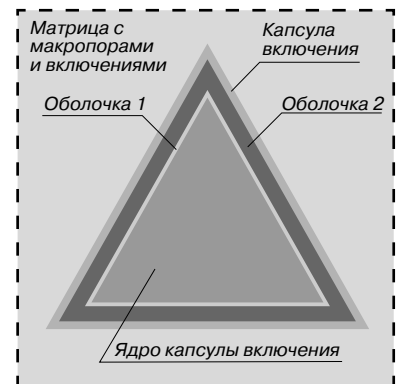 Матрица с
макропорами
и включениями
Капсула
включения
Оболочка 1
Оболочка 2
Ядро капсулы включения